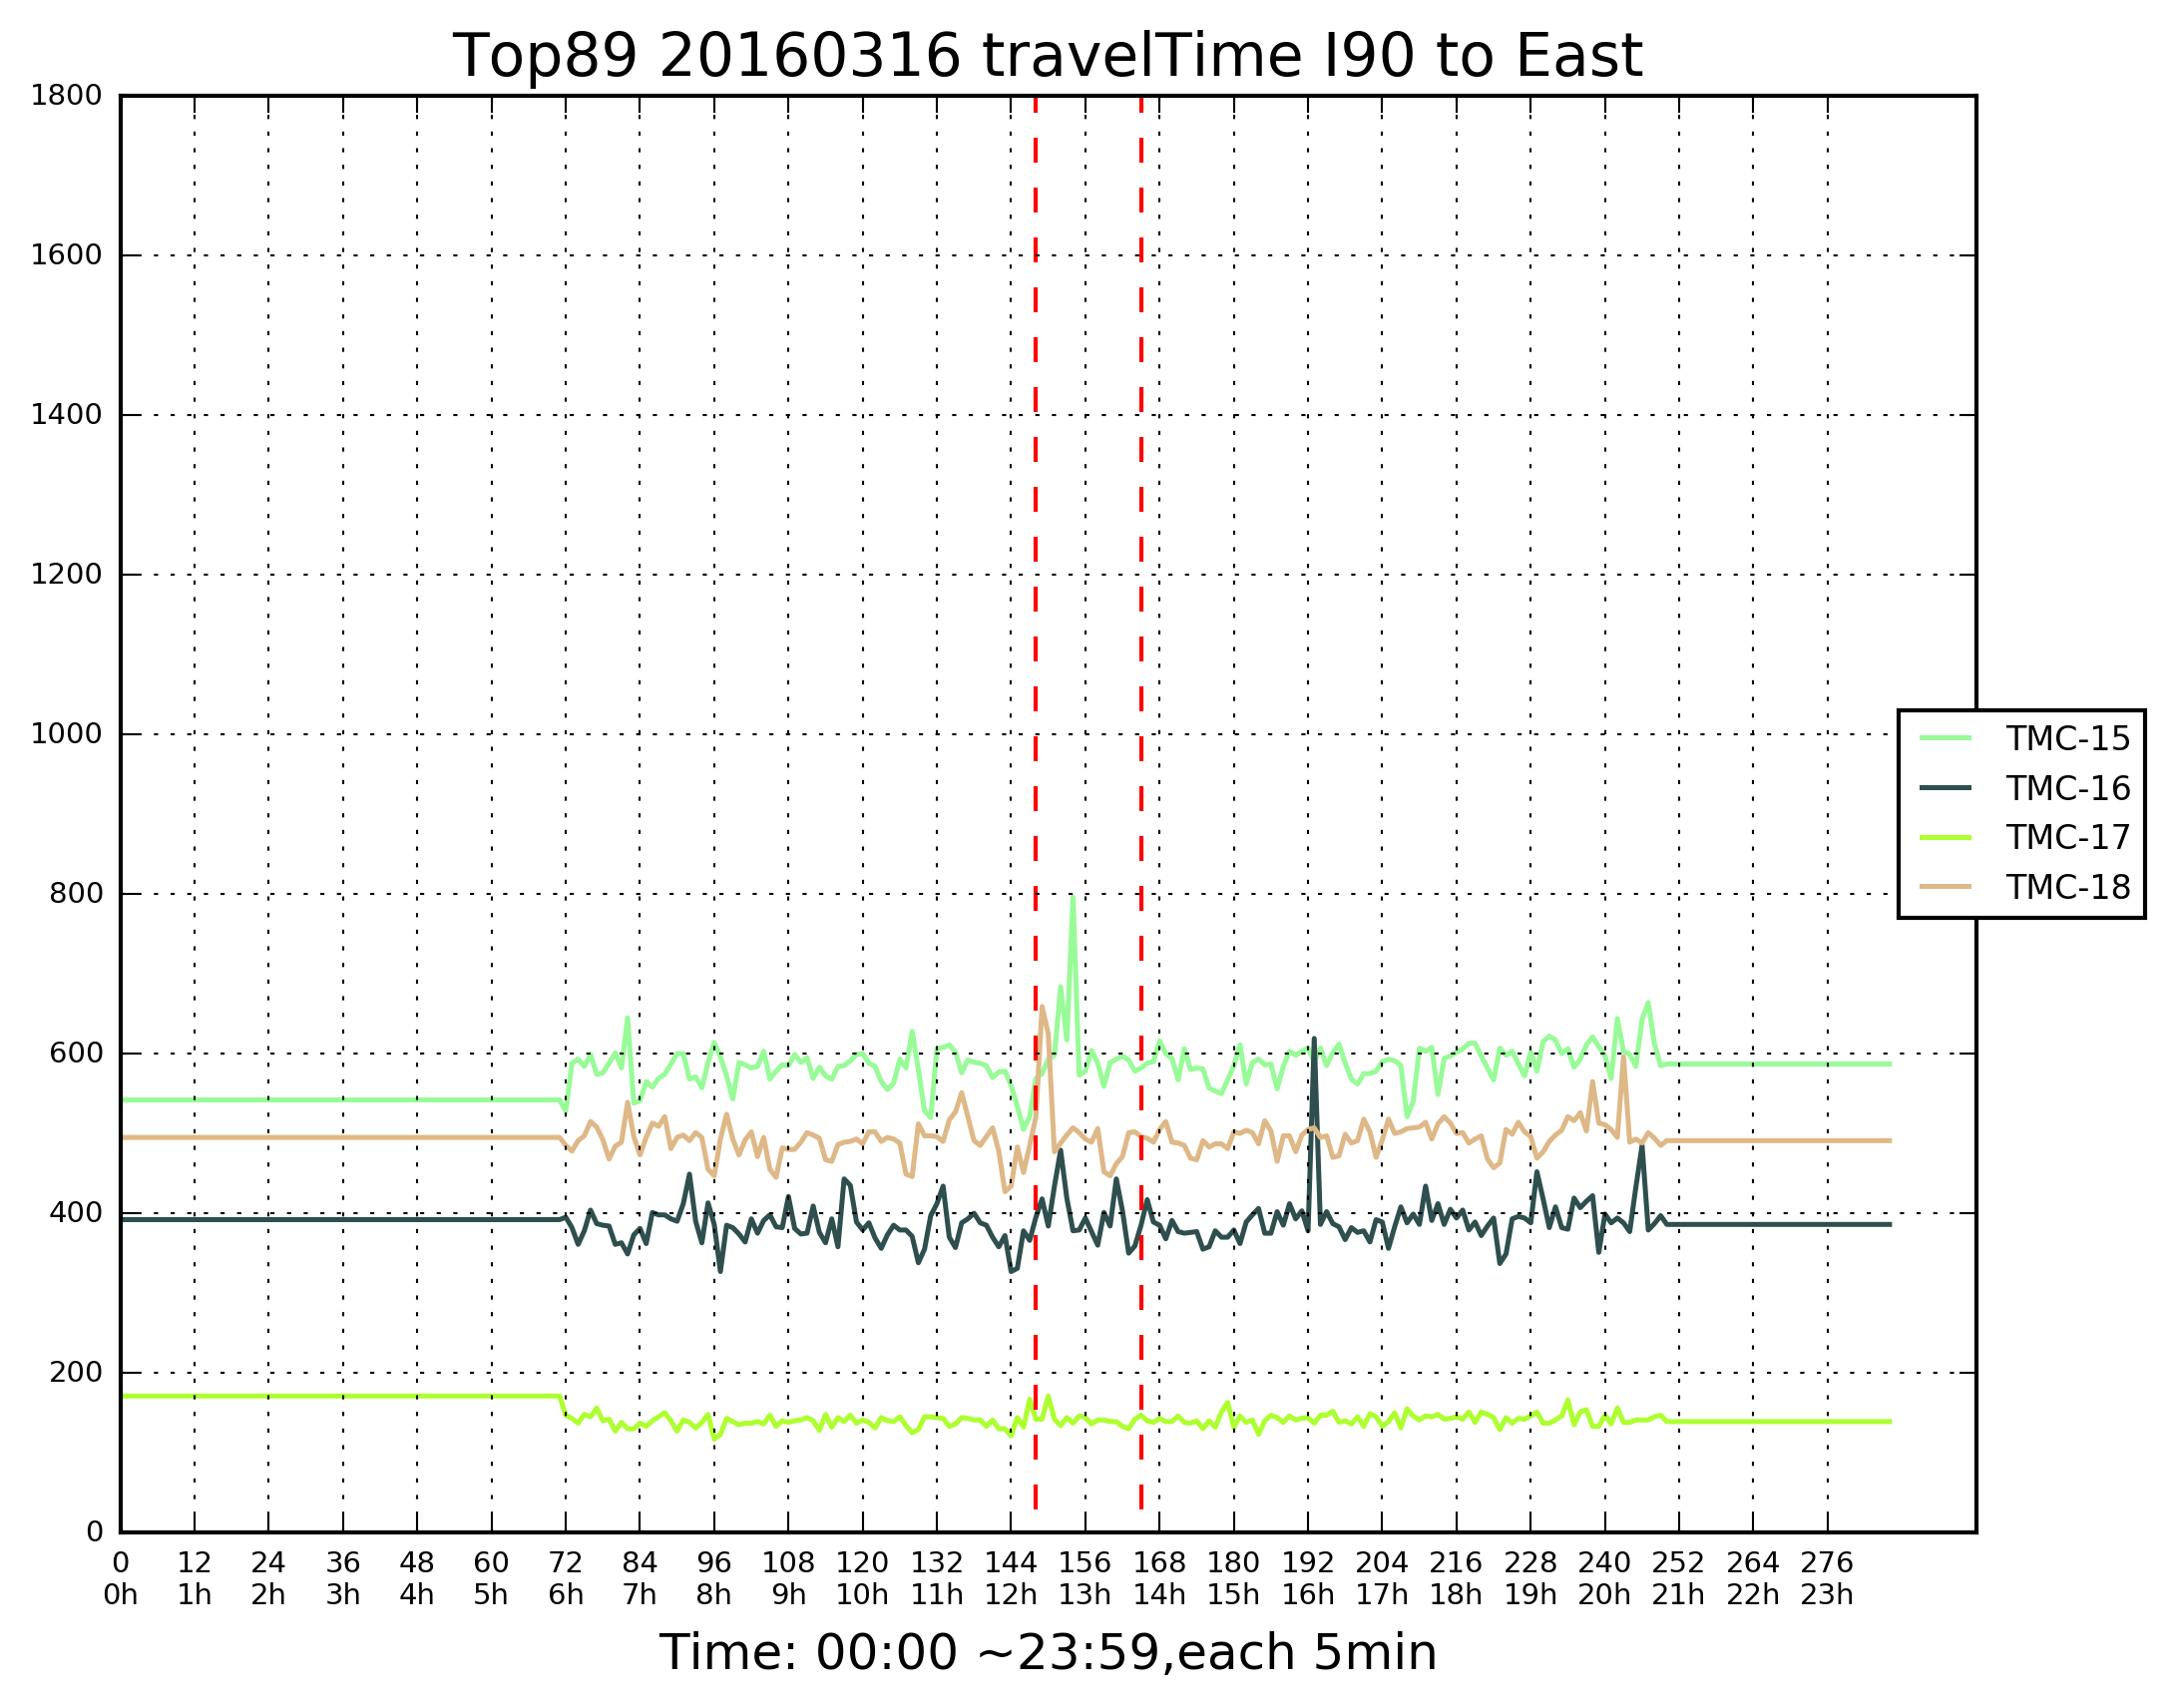 Top89 20160316 travelTime I90 to East
1800
1600
1400
1200
1000
800
600
400
200
0
TMC-15
TMC-16
TMC-17
TMC-18
0 12 24 36 48 60 72 84 96 108 120 132 144 156 168 180 192 204 216 228 240 252 264 276
0h 1h 2h 3h 4h 5h 6h 7h 8h 9h 10h 11h 12h 13h 14h 15h 16h 17h 18h 19h 20h 21h 22h 23h
Time: 00:00 ~23:59,each 5min